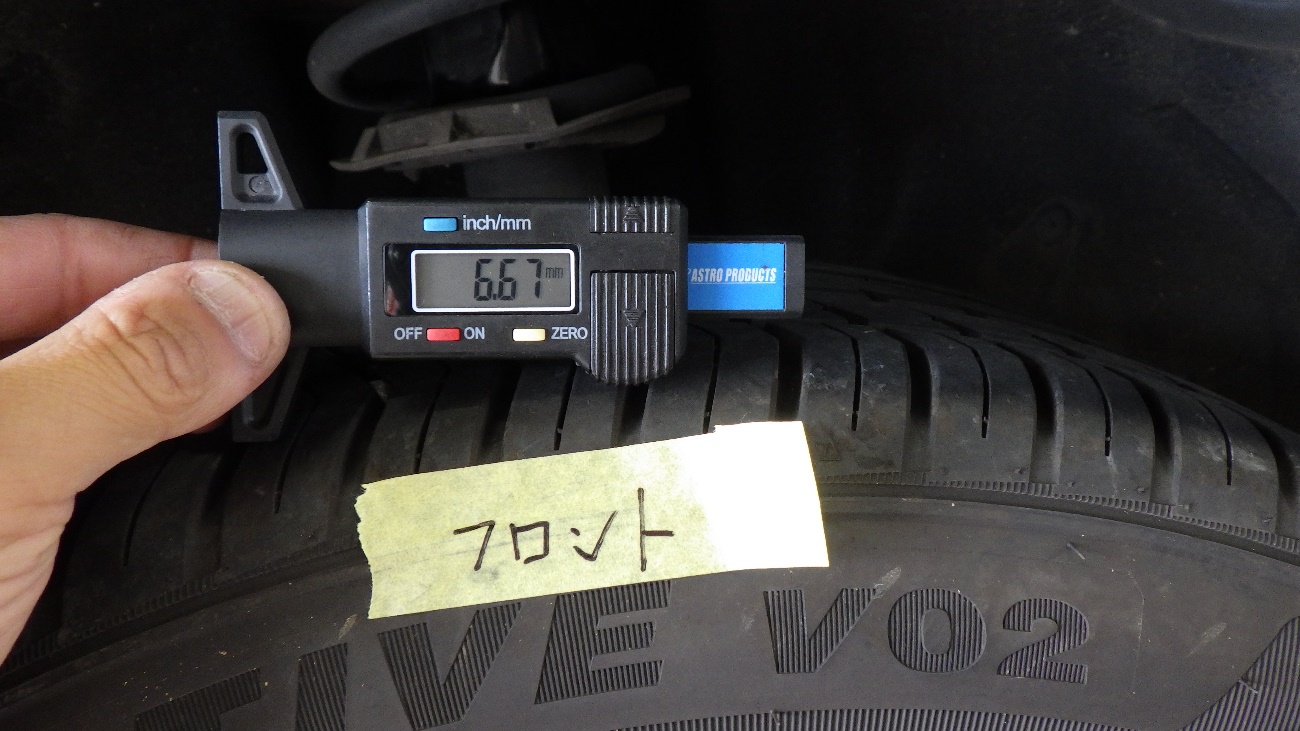 inch/mm
6.67 mm
OFF ON ZERO
ASTRO PRODUCTS
フロント
TIVE V02